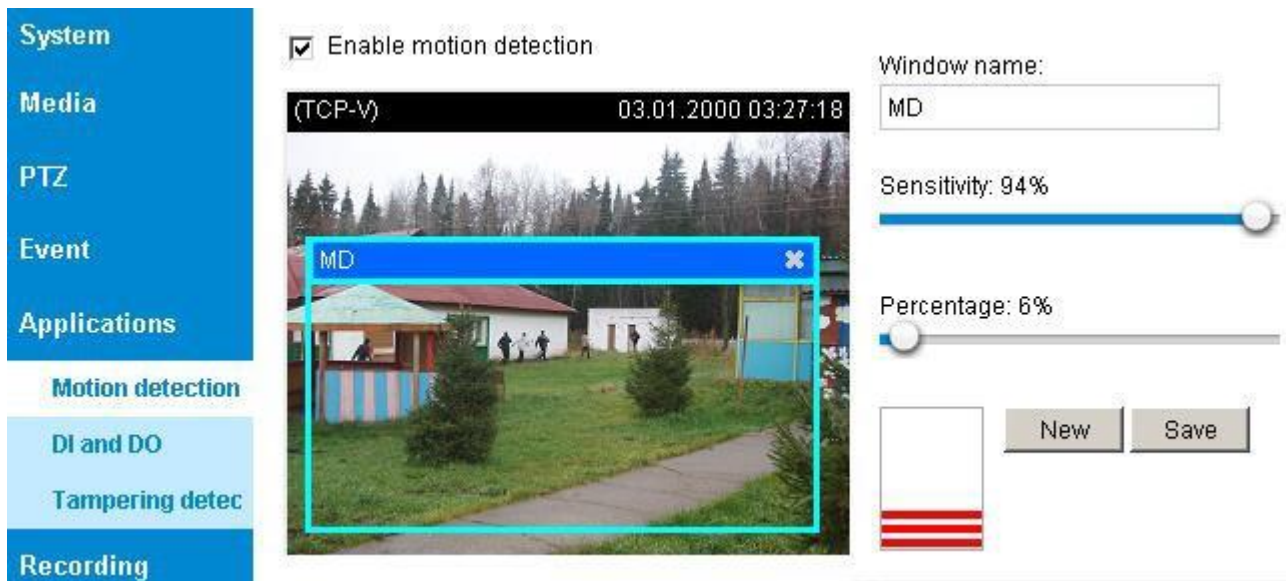 System
Media
PTZ
Event
Applications
Motion detection
DI and DO
Tampering detec
Recording
Enable motion detection
(TCP-V) 03.01.2000 03:27:18
MD
Window name:
MD
Sensitivity: 94%
Percentage: 6%
New Save